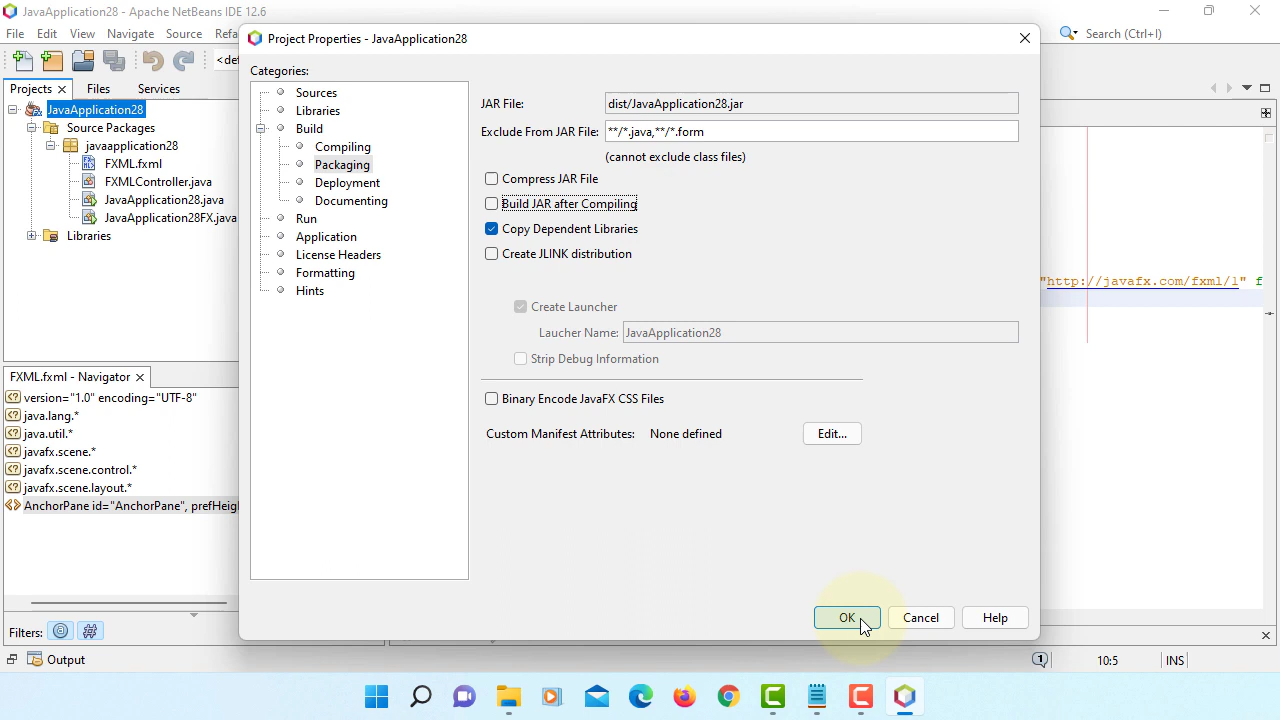 JavaApplication28 - Apache NetBeans IDE 12.6
File Edit View Navigate Source Refa
Search (Ctrl+I)
<def
Projects Files Services
JavaApplication28
Source Packages
javaapplication28
FXML.fxml
FXMLController.java
JavaApplication28.java
JavaApplication28FX.java
Libraries
FXML.fxml - Navigator
version="1.0" encoding="UTF-8"
java.lang.*
java.util.*
javafx.scene.*
javafx.scene.control.*
javafx.scene.layout.*
AnchorPane id="AnchorPane", prefHeigh
Filters:
Output
Project Properties - JavaApplication28
Categories:
Sources
Libraries
Build
Compiling
Packaging
Deployment
Documenting
Run
Application
License Headers
Formatting
Hints
JAR File: dist/JavaApplication28.jar
Exclude From JAR File: **/*.java,**/*.form
(cannot exclude class files)
Compress JAR File
Build JAR after Compiling
Copy Dependent Libraries
Create JLINK distribution
Create Launcher
Laucher Name: JavaApplication28
Strip Debug Information
Binary Encode JavaFX CSS Files
Custom Manifest Attributes: None defined Edit...
OK Cancel Help
"http://javafx.com/fxml/1" f
1 10:5 INS